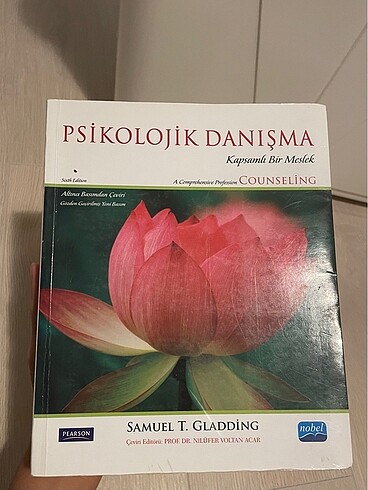 PSİKOLOJİK DANIŞMA
Kapsamlı Bir Meslek
Sixth Edition
A Comprehensive Profession COUNSELING
Altıncı Basımdan Çeviri
Gözden Geçirilmiş Yeni Basım
SAMUEL T. GLADDING
Çeviri Editörü: PROF. DR. NİLÜFER VOLTAN ACAR
PEARSON
nobel